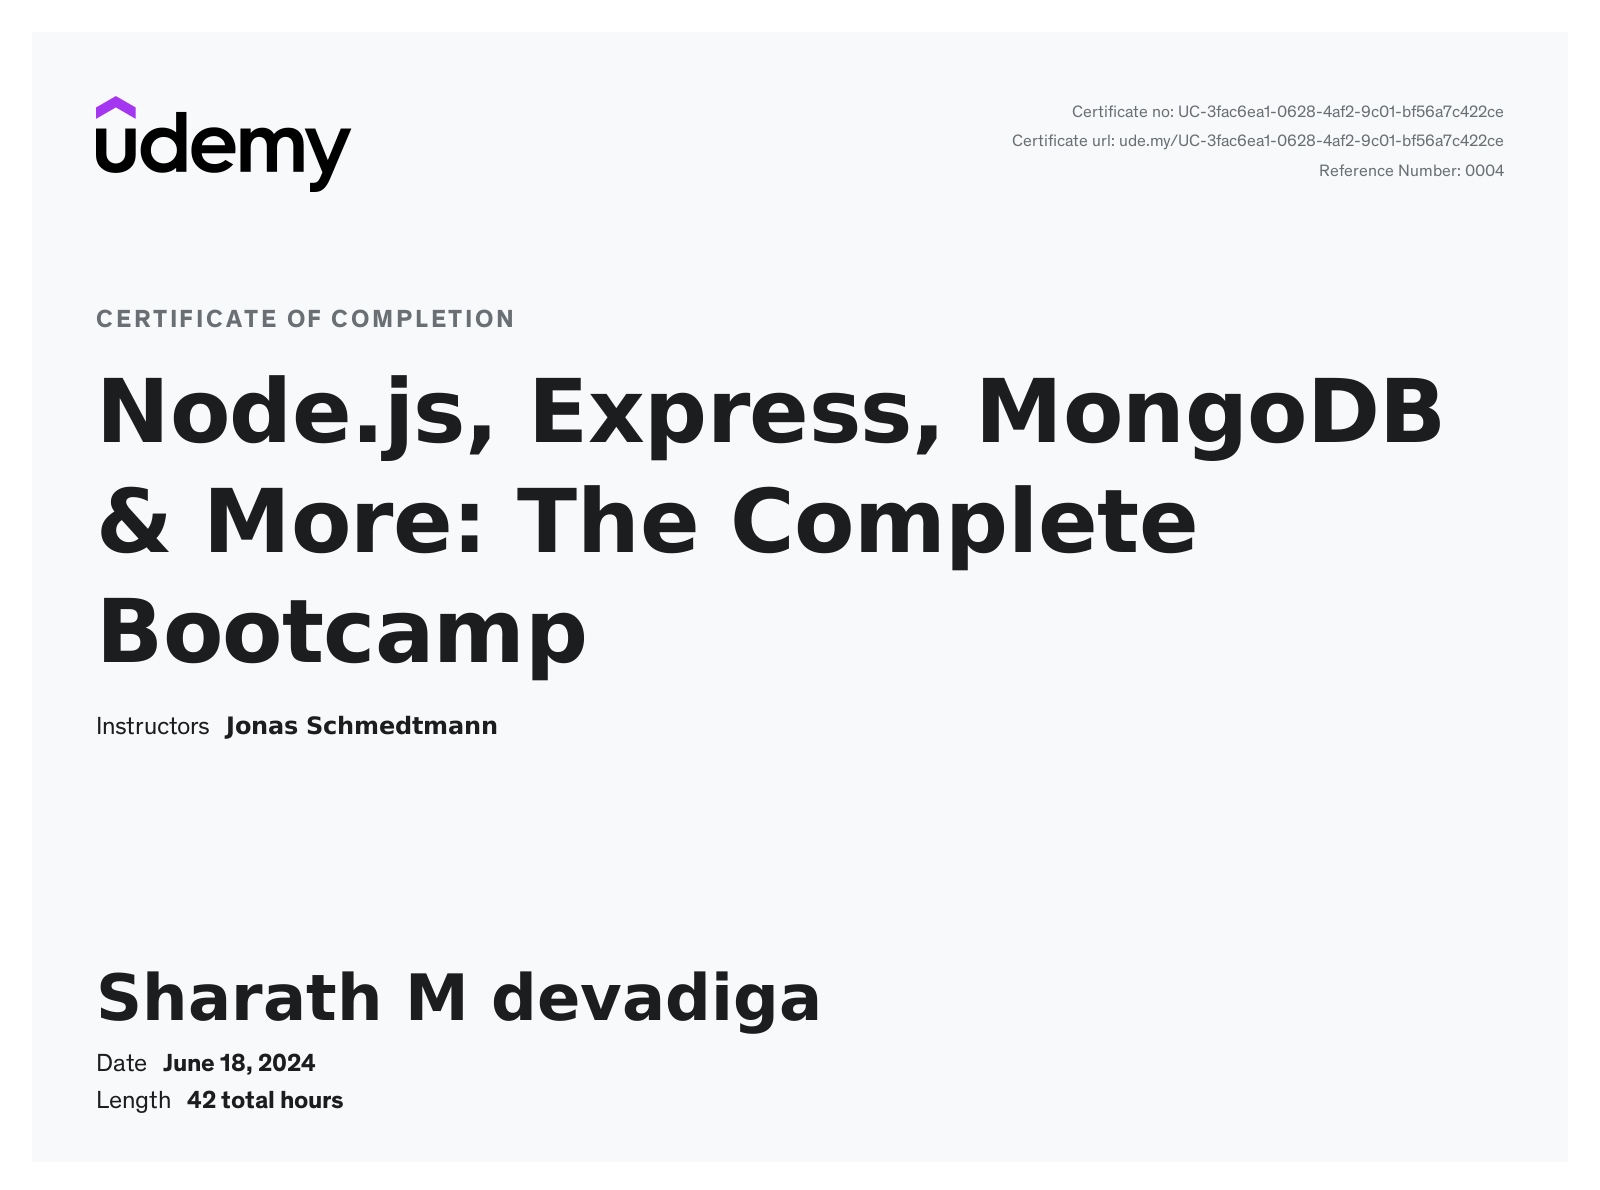 udemy
Certificate no: UC-3fac6ea1-0628-4af2-9c01-bf56a7c422ce
Certificate url: ude.my/UC-3fac6ea1-0628-4af2-9c01-bf56a7c422ce
Reference Number: 0004
CERTIFICATE OF COMPLETION
Node.js, Express, MongoDB
& More: The Complete
Bootcamp
Instructors Jonas Schmedtmann
Sharath M devadiga
Date June 18, 2024
Length 42 total hours